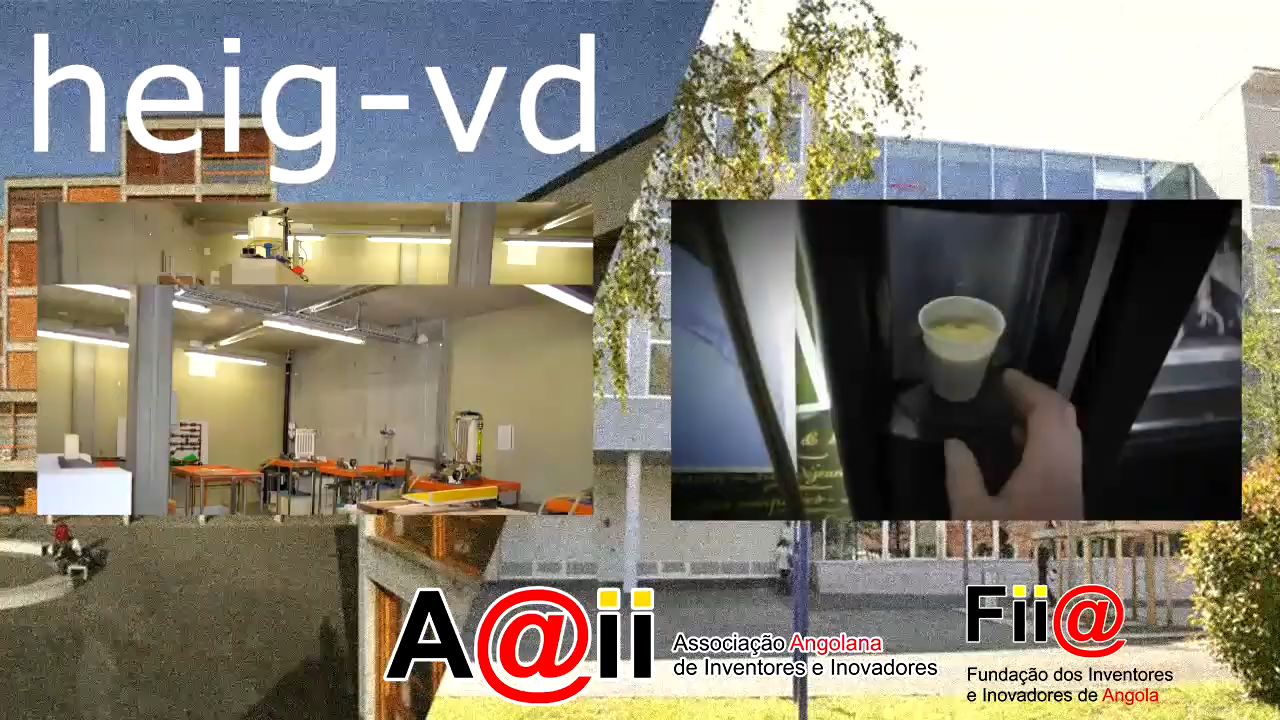 heig-vd
A@ii
Associação Angolana
de Inventores e Inovadores
Fii@
Fundação dos Inventores
e Inovadores de Angola